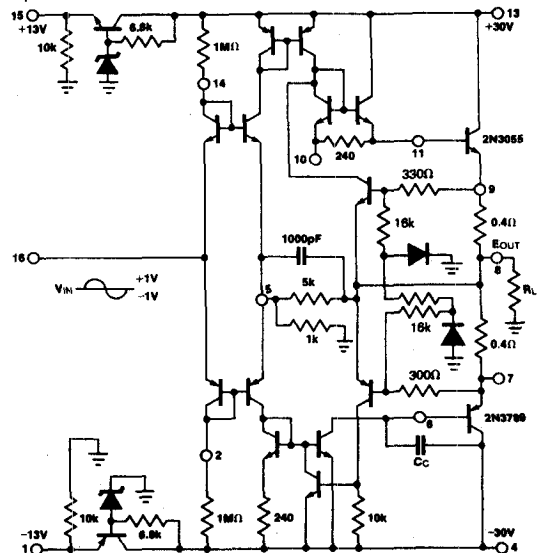 15
+13V
6.8k
10k
1MΩ
14
13
+30V
2N3055
10
240
11
330Ω
9
16k
0.4Ω
EOUT
8
RL
16
VIN
+1V
-1V
1000pF
5
5k
1k
16k
0.4Ω
300Ω
7
2N3789
6
CC
2
-13V
1
10k
6.8k
1MΩ
240
10k
-30V
4